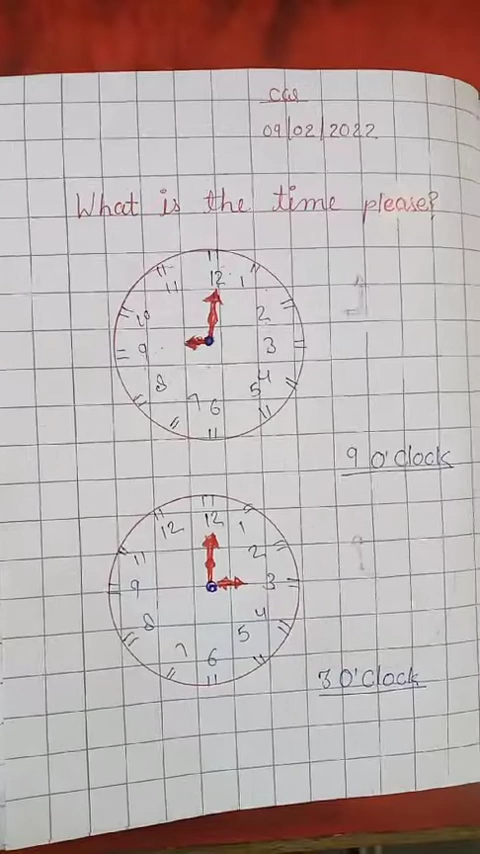 CW
09/02/2022
What is the time please?
12
11 1
10 2
9 3
8 4
7 6 5
9 O'clock
12
12 1
11 2
9 3
8 4
7 6 5
3 O'Clock